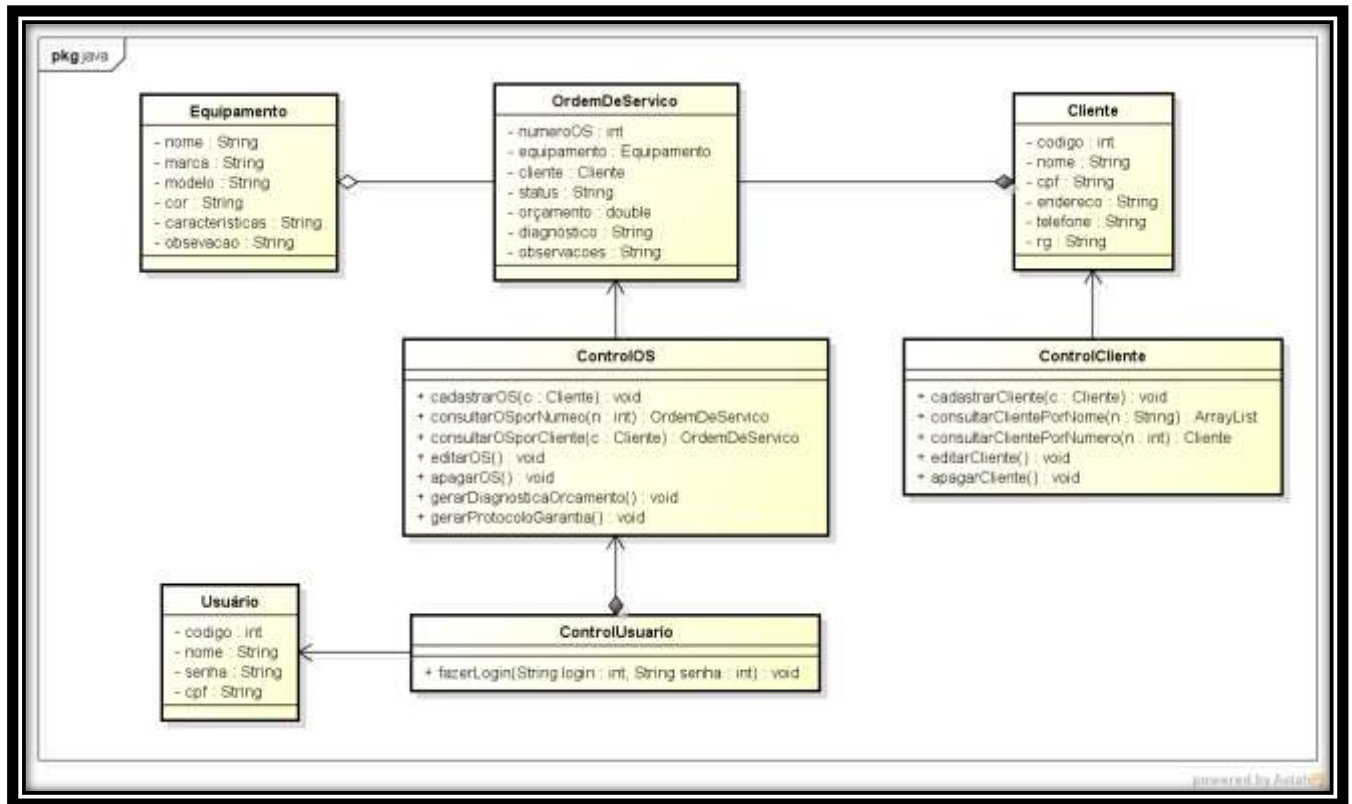 pkg java
Equipamento
- nome : String
- marca : String
- modelo : String
- cor : String
- características : String
- obsevacao : String
OrdemDeServico
- numeroOS : int
- equipamento : Equipamento
- cliente : Cliente
- status : String
- orçamento : double
- diagnóstico : String
- observacoes : String
Cliente
- codigo : int
- nome : String
- cpf : String
- endereco : String
- telefone : String
- rg : String
ControlOS
+ cadastrarOS(c : Cliente) : void
+ consultarOSporNumeo(n : int) : OrdemDeServico
+ consultarOSporCliente(c : Cliente) : OrdemDeServico
+ editarOS() : void
+ apagarOS() : void
+ gerarDiagnosticaOrcamento() : void
+ gerarProtocoloGarantia() : void
ControlCliente
+ cadastrarCliente(c : Cliente) : void
+ consultarClientePorNome(n : String) : ArrayList
+ consultarClientePorNumero(n : int) : Cliente
+ editarCliente() : void
+ apagarCliente() : void
Usuário
- codigo : int
- nome : String
- senha : String
- cpf : String
ControlUsuario
+ fazerLogin(String login : int, String senha : int) : void
powered by Astah